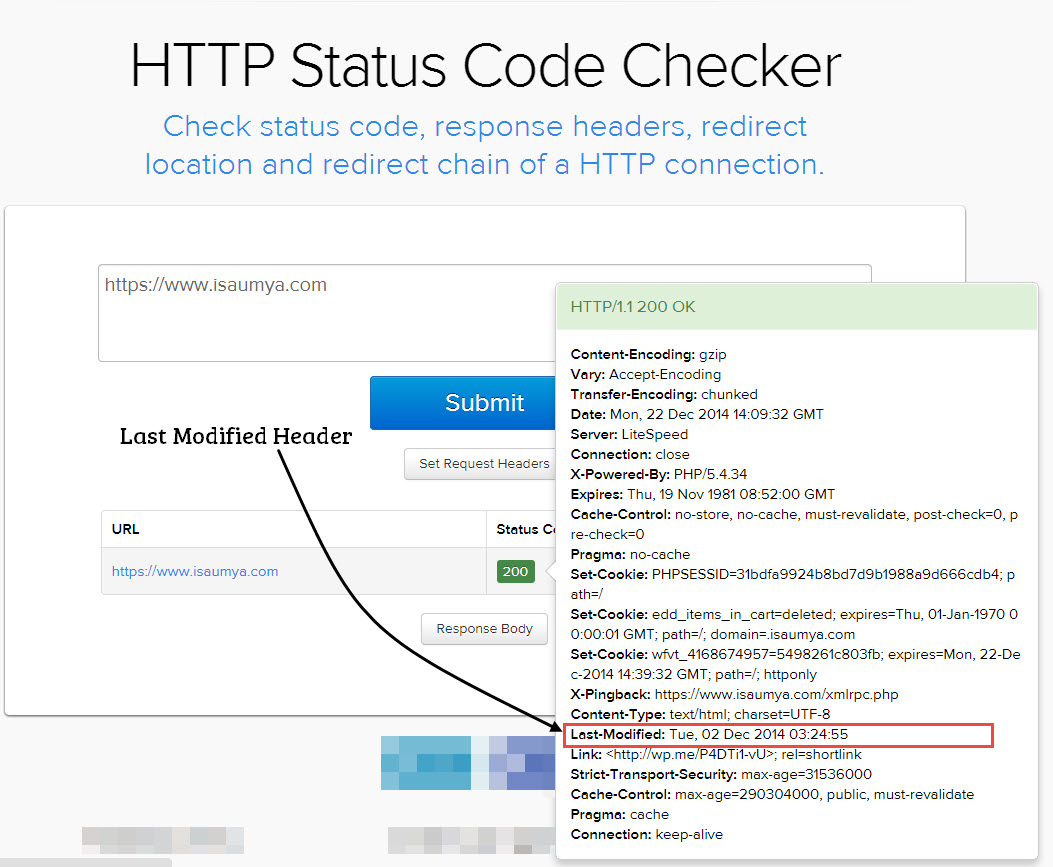 HTTP Status Code Checker
Check status code, response headers, redirect
location and redirect chain of a HTTP connection.
https://www.isaumya.com
Submit
Last Modified Header
Set Request Headers
URL
Status Co
https://www.isaumya.com
200
Response Body
HTTP/1.1 200 OK
Content-Encoding: gzip
Vary: Accept-Encoding
Transfer-Encoding: chunked
Date: Mon, 22 Dec 2014 14:09:32 GMT
Server: LiteSpeed
Connection: close
X-Powered-By: PHP/5.4.34
Expires: Thu, 19 Nov 1981 08:52:00 GMT
Cache-Control: no-store, no-cache, must-revalidate, post-check=0, p
re-check=0
Pragma: no-cache
Set-Cookie: PHPSESSID=31bdfa9924b8bd7d9b1988a9d666cdb4; p
ath=/
Set-Cookie: edd_items_in_cart=deleted; expires=Thu, 01-Jan-1970 0
0:00:01 GMT; path=/; domain=.isaumya.com
Set-Cookie: wfvt_4168674957=5498261c803fb; expires=Mon, 22-De
c-2014 14:39:32 GMT; path=/; httponly
X-Pingback: https://www.isaumya.com/xmlrpc.php
Content-Type: text/html; charset=UTF-8
Last-Modified: Tue, 02 Dec 2014 03:24:55
Link: <http://wp.me/P4DTi1-vU>; rel=shortlink
Strict-Transport-Security: max-age=31536000
Cache-Control: max-age=290304000, public, must-revalidate
Pragma: cache
Connection: keep-alive